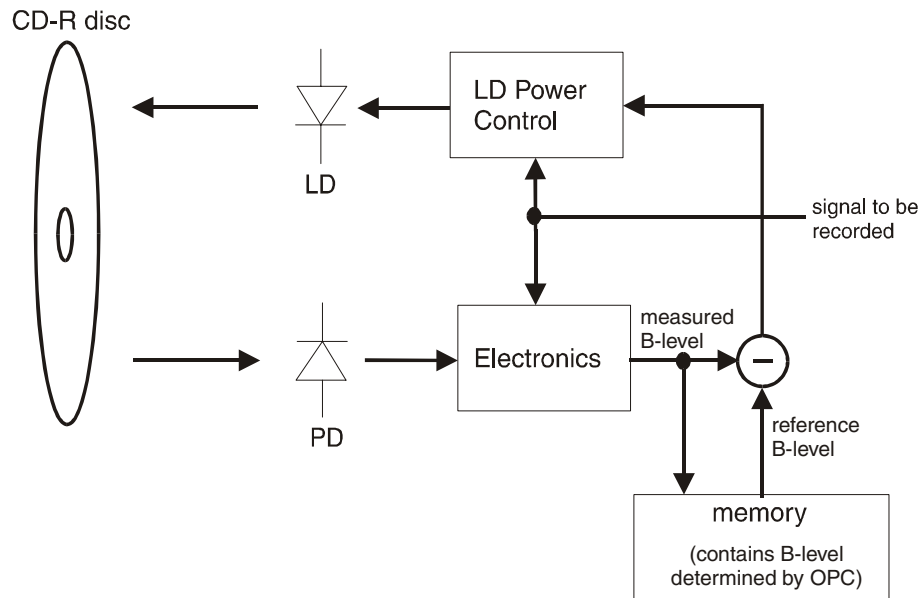 CD-R disc
LD Power
Control
LD
signal to be
recorded
measured
B-level
Electronics
PD
reference
B-level
memory
(contains B-level
determined by OPC)